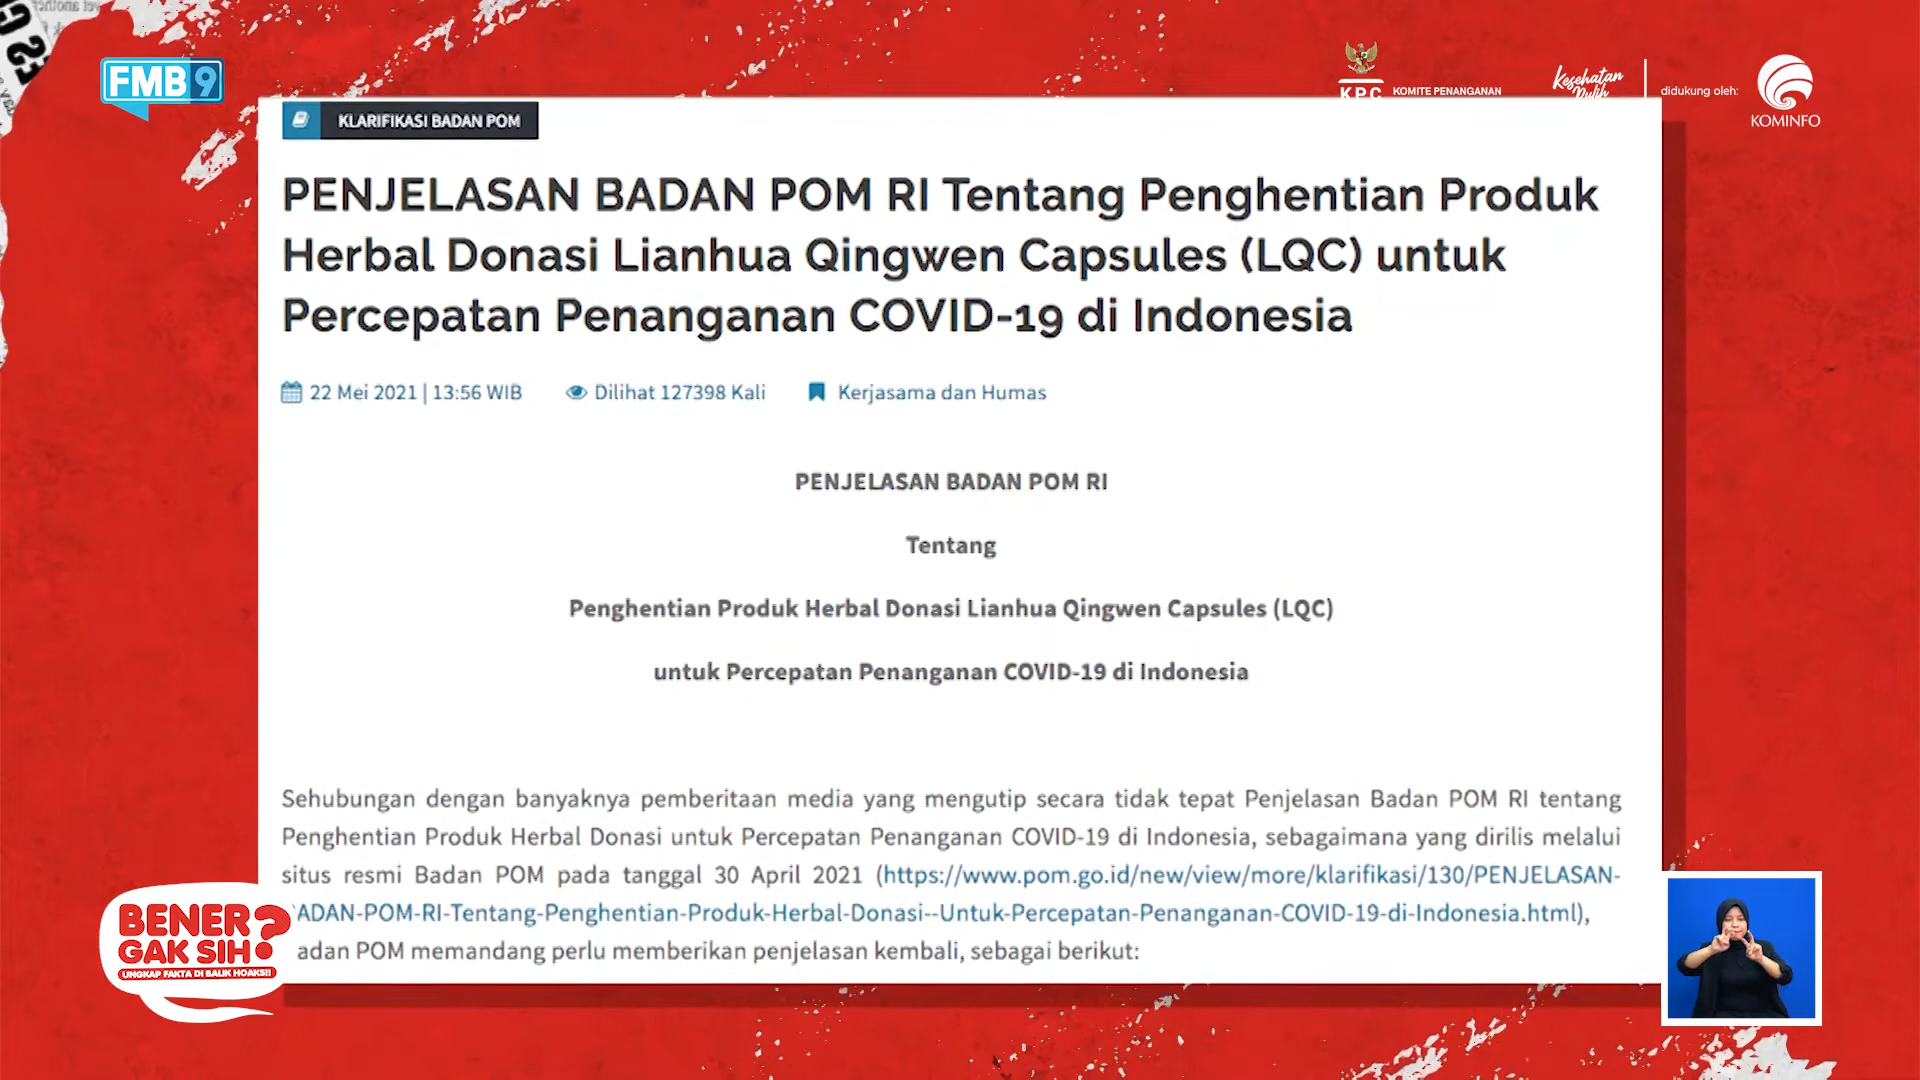 FMB 9
KPC KOMITE PENANGANAN
Kesehatan Pulih
didukung oleh:
KOMINFO
KLARIFIKASI BADAN POM
PENJELASAN BADAN POM RI Tentang Penghentian Produk
Herbal Donasi Lianhua Qingwen Capsules (LQC) untuk
Percepatan Penanganan COVID-19 di Indonesia
22 Mei 2021 | 13:56 WIB Dilihat 127398 Kali Kerjasama dan Humas
PENJELASAN BADAN POM RI
Tentang
Penghentian Produk Herbal Donasi Lianhua Qingwen Capsules (LQC)
untuk Percepatan Penanganan COVID-19 di Indonesia
Sehubungan dengan banyaknya pemberitaan media yang mengutip secara tidak tepat Penjelasan Badan POM RI tentang
Penghentian Produk Herbal Donasi untuk Percepatan Penanganan COVID-19 di Indonesia, sebagaimana yang dirilis melalui
situs resmi Badan POM pada tanggal 30 April 2021 (https://www.pom.go.id/new/view/more/klarifikasi/130/PENJELASAN-
ADAN-POM-RI-Tentang-Penghentian-Produk-Herbal-Donasi--Untuk-Percepatan-Penanganan-COVID-19-di-Indonesia.html),
adan POM memandang perlu memberikan penjelasan kembali, sebagai berikut:
BENER
GAK SIH?
UNGKAP FAKTA DI BALIK HOAKS!!